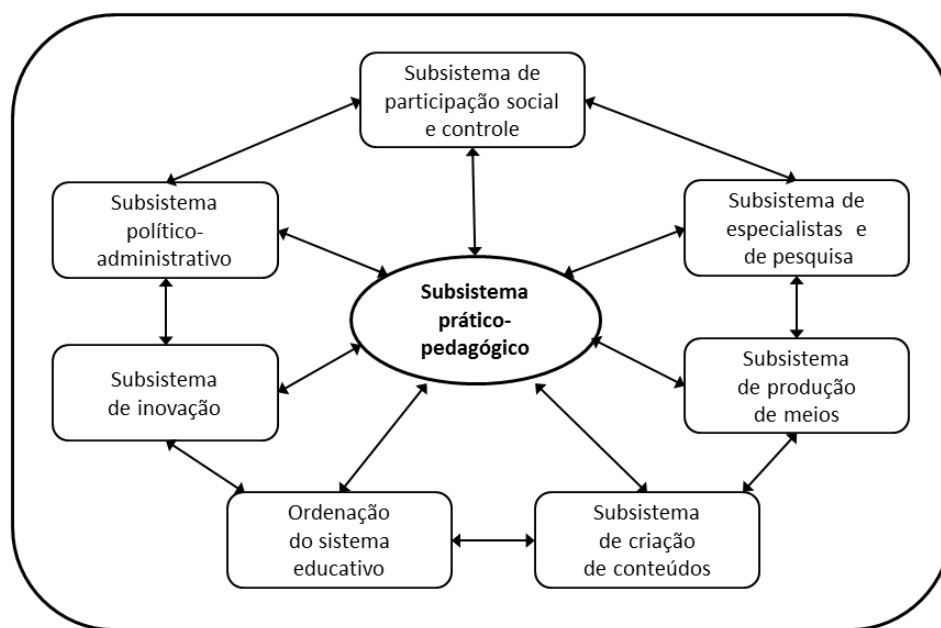 Subsistema de
participação social
e controle
Subsistema
político-
administrativo
Subsistema de
especialistas e
de pesquisa
Subsistema
prático-
pedagógico
Subsistema
de inovação
Subsistema
de produção
de meios
Ordenação
do sistema
educativo
Subsistema
de criação
de conteúdos